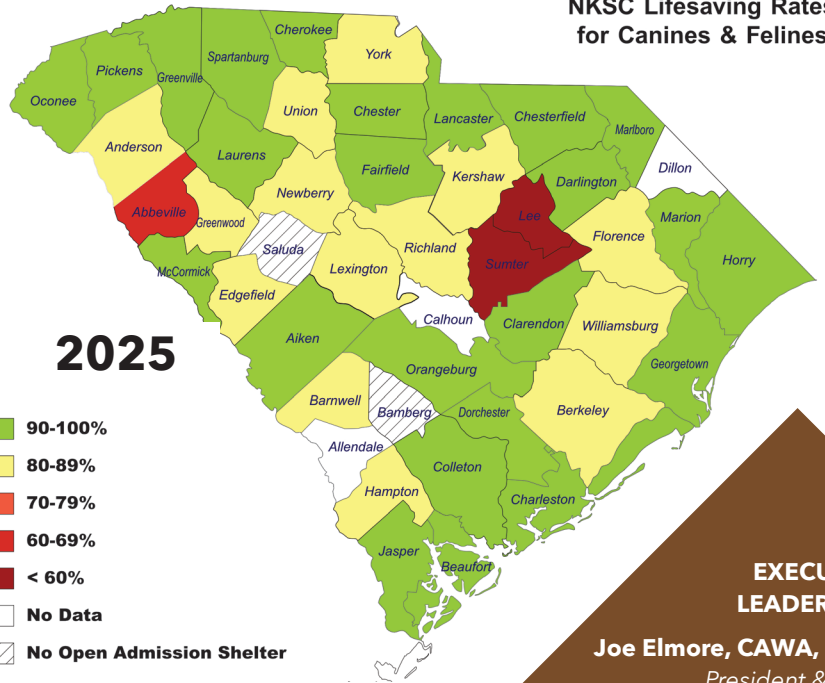 NKSC Lifesaving Rates
for Canines & Felines
Cherokee
York
Spartanburg
Pickens
Greenville
Oconee
Union
Chester
Lancaster
Chesterfield
Marlboro
Anderson
Laurens
Fairfield
Kershaw
Darlington
Dillon
Newberry
Abbeville
Greenwood
Lee
Marion
Saluda
Richland
Florence
Lexington
Sumter
Horry
McCormick
Edgefield
Calhoun
Clarendon
Williamsburg
2025
Aiken
Orangeburg
Georgetown
Barnwell
Bamberg
Dorchester
Berkeley
90-100%
Allendale
80-89%
Colleton
Hampton
Charleston
70-79%
60-69%
Jasper
Beaufort
< 60%
No Data
No Open Admission Shelter
EXECU
LEADER
Joe Elmore, CAWA,
President &